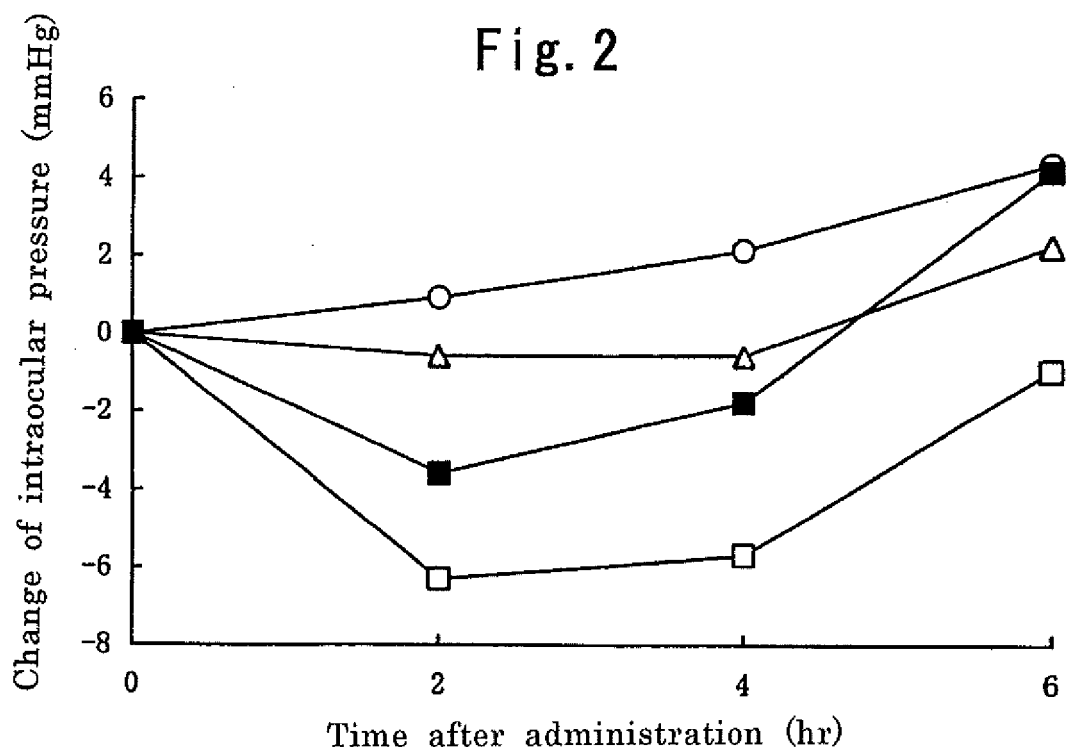 Fig. 2
Change of intraocular pressure (mmHg)
6
4
2
0
-2
-4
-6
-8
0 2 4 6
Time after administration (hr)